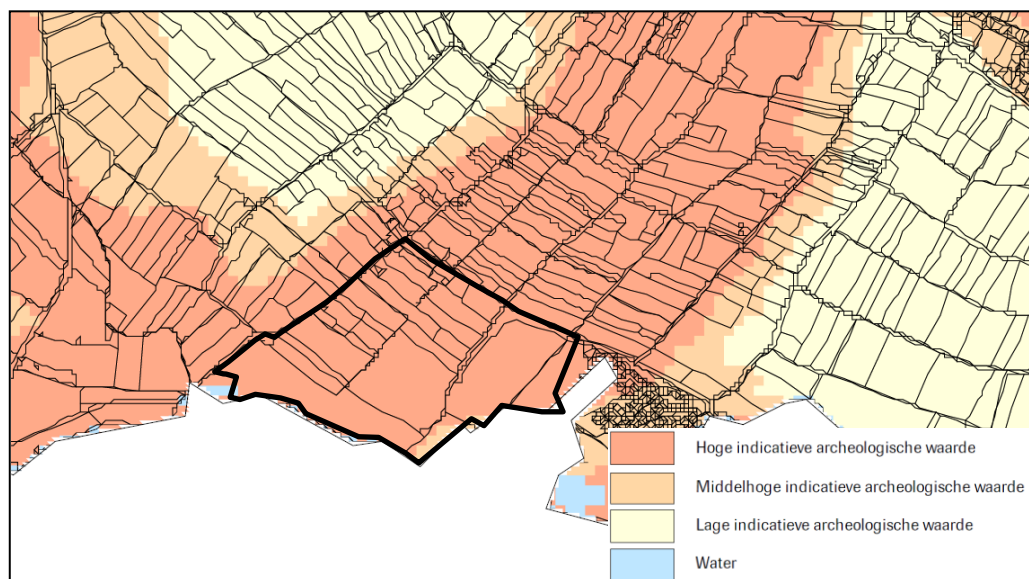 Hoge indicatieve archeologische waarde
Middelhoge indicatieve archeologische waarde
Lage indicatieve archeologische waarde
Water